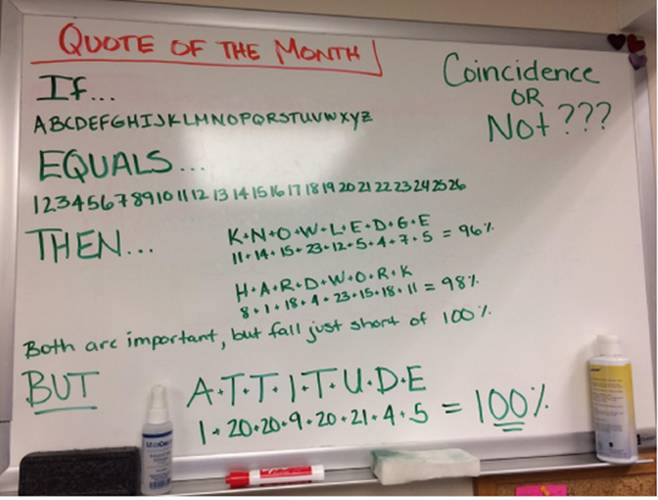 QUOTE OF THE MONTH
Coincidence
OR
Not ???
If...
ABCDEFGHIJKLMNOPQRSTUVWXYZ
EQUALS...
1234567891011121314151617181920212223242526
THEN...
K+N+O+W+L+E+D+G+E
11+14+15+23+12+5+4+7+5 = 96%
H+A+R+D+W+O+R+K
8+1+18+4+23+15+18+11 = 98%
Both are important, but fall just short of 100%
BUT
A+T+T+I+T+U+D+E
1+20+20+9+20+21+4+5 = 100%